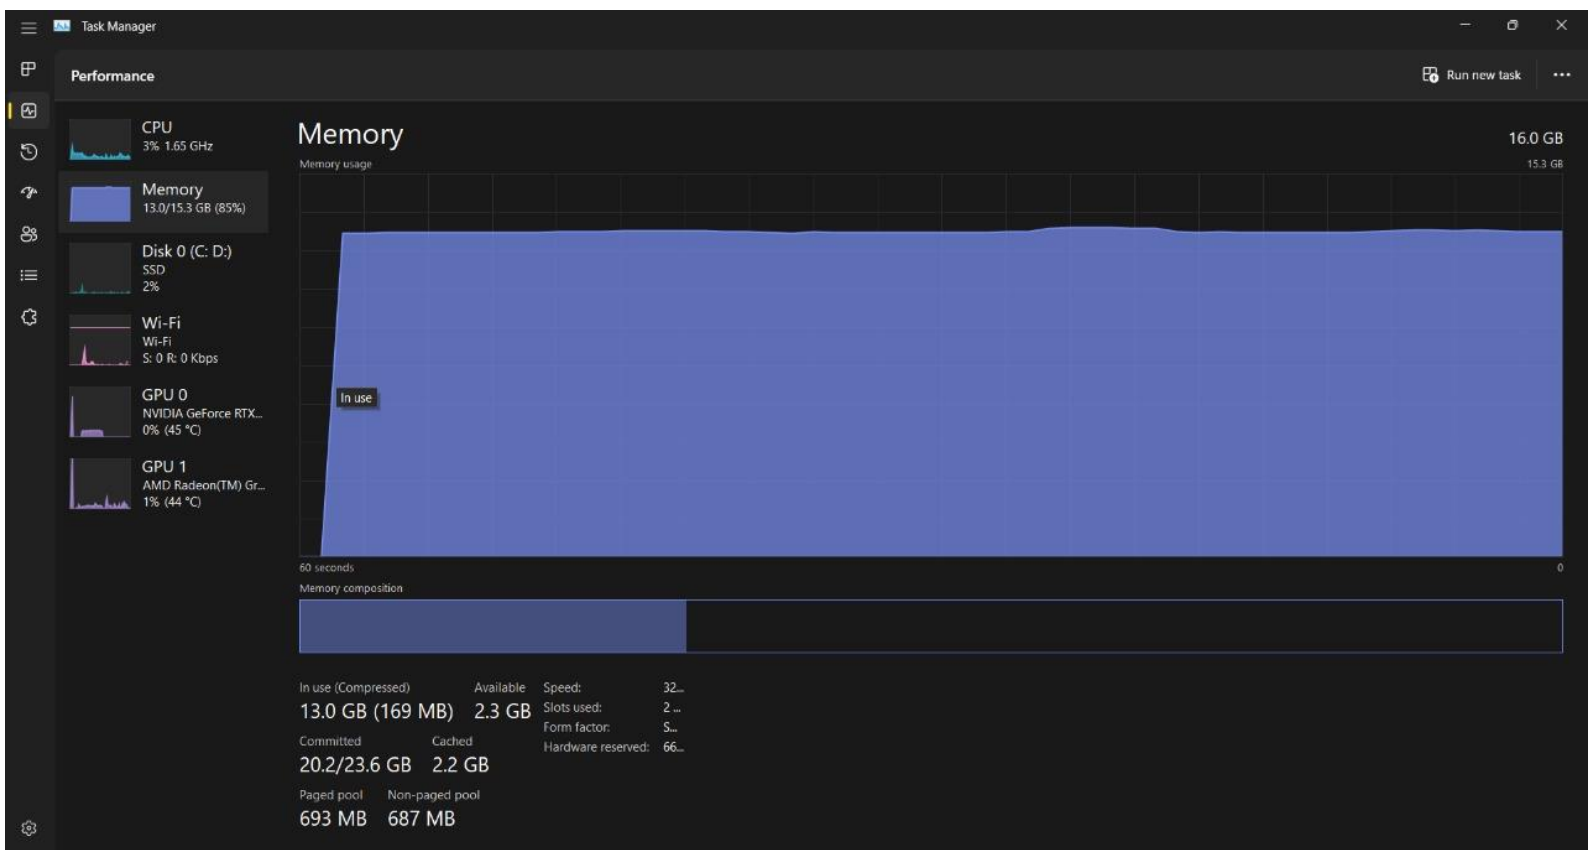 Task Manager
Performance
Run new task
CPU
3% 1.65 GHz
Memory
13.0/15.3 GB (85%)
Disk 0 (C: D:)
SSD
2%
Wi-Fi
Wi-Fi
S: 0 R: 0 Kbps
GPU 0
NVIDIA GeForce RTX...
0% (45 °C)
GPU 1
AMD Radeon(TM) Gr...
1% (44 °C)
Memory 16.0 GB
Memory usage 15.3 GB
In use
60 seconds 0
Memory composition
In use (Compressed) Available
13.0 GB (169 MB) 2.3 GB
Committed Cached
20.2/23.6 GB 2.2 GB
Paged pool Non-paged pool
693 MB 687 MB
Speed: 32...
Slots used: 2 ...
Form factor: S...
Hardware reserved: 66...